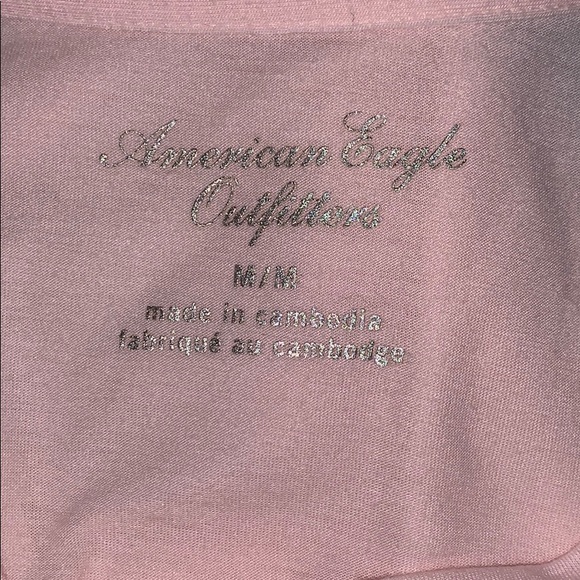 American Eagle
Outfitters
M/M
made in cambodia
fabriqué au cambodge